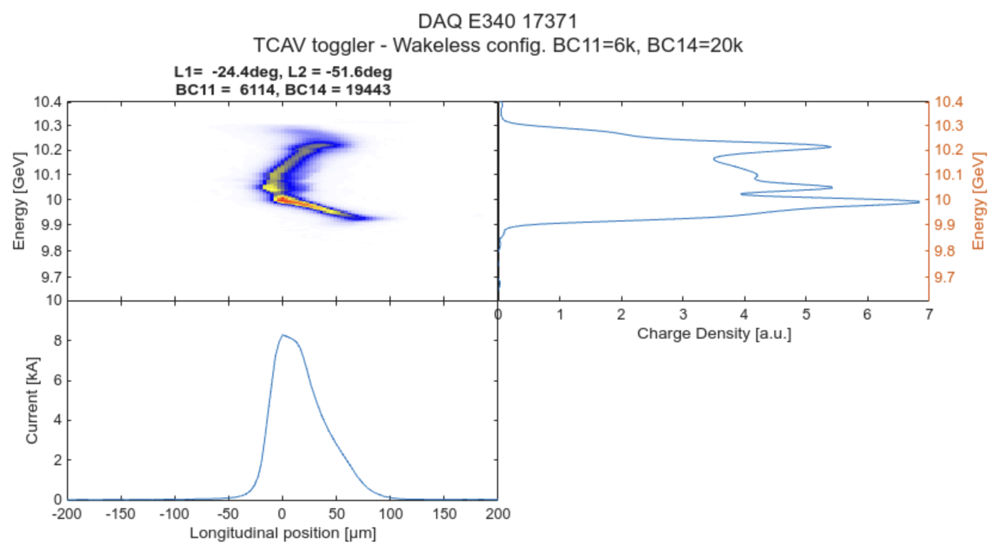 DAQ E340 17371
TCAV toggler - Wakeless config. BC11=6k, BC14=20k
L1=  -24.4deg, L2 = -51.6deg
BC11 =  6114, BC14 = 19443
10.4
10.3
10.2
10.1
10
9.9
9.8
9.7
Energy [GeV]
10.4
10.3
10.2
10.1
10
9.9
9.8
9.7
Energy [GeV]
0 1 2 3 4 5 6 7
Charge Density [a.u.]
10
8
6
4
2
0
Current [kA]
-200 -150 -100 -50 0 50 100 150 200
Longitudinal position [μm]